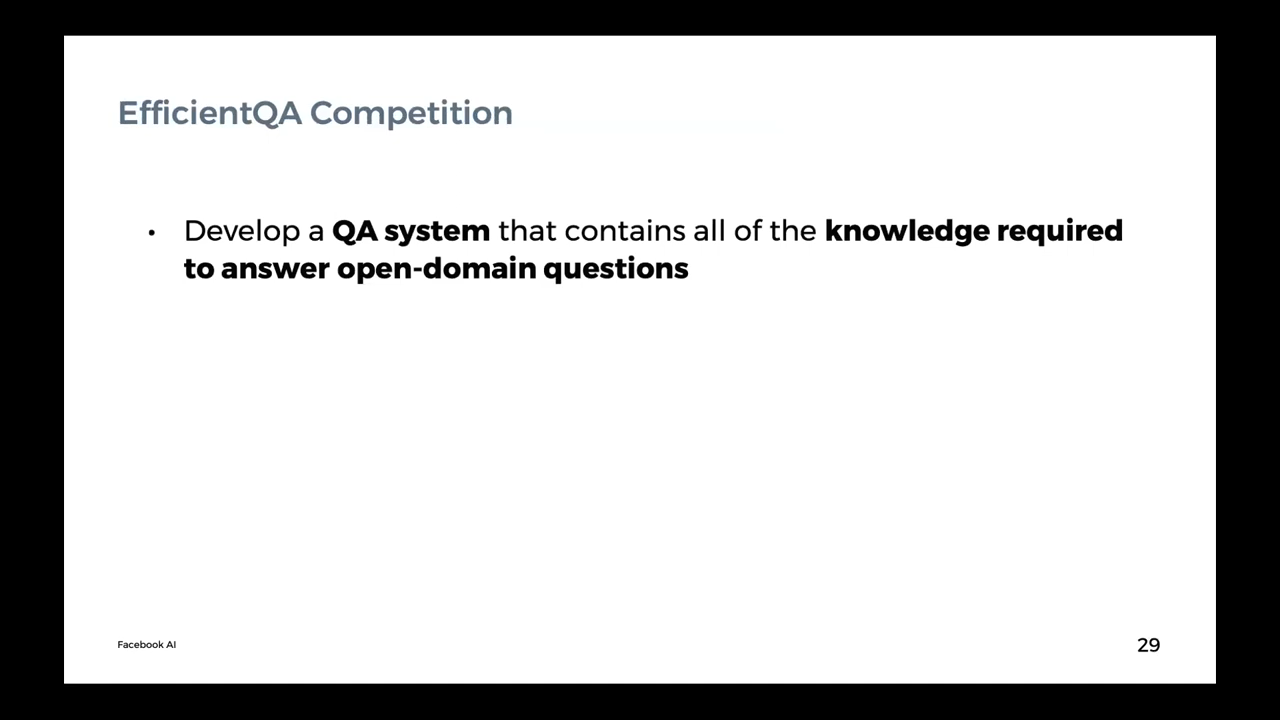 EfficientQA Competition
• Develop a QA system that contains all of the knowledge required
to answer open-domain questions
Facebook AI
29